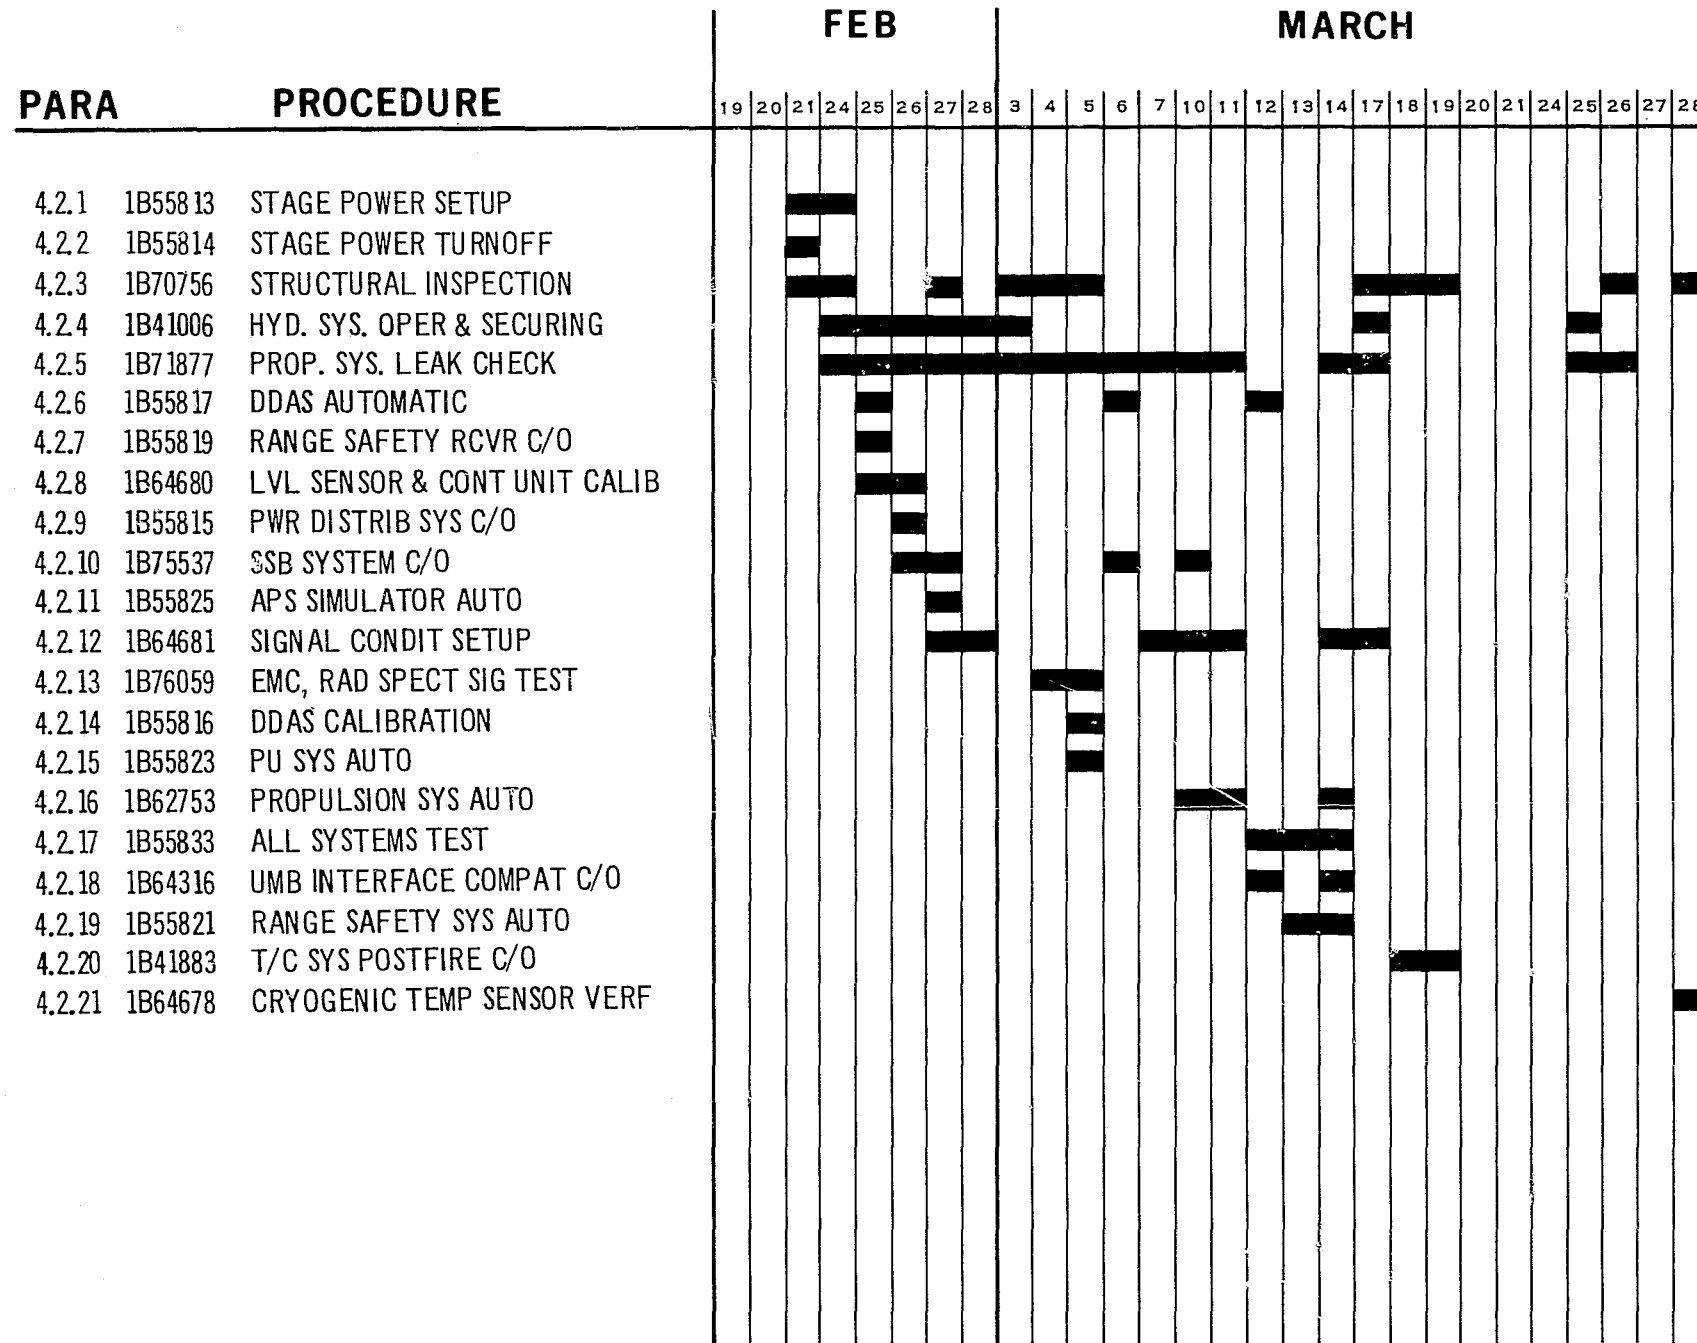 FEB MARCH
PARA PROCEDURE 19 20 21 24 25 26 27 28 3 4 5 6 7 10 11 12 13 14 17 18 19 20 21 24 25 26 27 28
4.2.1 1B55813 STAGE POWER SETUP
4.2.2 1B55814 STAGE POWER TURNOFF
4.2.3 1B70756 STRUCTURAL INSPECTION
4.2.4 1B41006 HYD. SYS. OPER & SECURING
4.2.5 1B71877 PROP. SYS. LEAK CHECK
4.2.6 1B55817 DDAS AUTOMATIC
4.2.7 1B55819 RANGE SAFETY RCVR C/O
4.2.8 1B64680 LVL SENSOR & CONT UNIT CALIB
4.2.9 1B55815 PWR DISTRIB SYS C/O
4.2.10 1B75537 SSB SYSTEM C/O
4.2.11 1B55825 APS SIMULATOR AUTO
4.2.12 1B64681 SIGNAL CONDIT SETUP
4.2.13 1B76059 EMC, RAD SPECT SIG TEST
4.2.14 1B55816 DDAS CALIBRATION
4.2.15 1B55823 PU SYS AUTO
4.2.16 1B62753 PROPULSION SYS AUTO
4.2.17 1B55833 ALL SYSTEMS TEST
4.2.18 1B64316 UMB INTERFACE COMPAT C/O
4.2.19 1B55821 RANGE SAFETY SYS AUTO
4.2.20 1B41883 T/C SYS POSTFIRE C/O
4.2.21 1B64678 CRYOGENIC TEMP SENSOR VERF